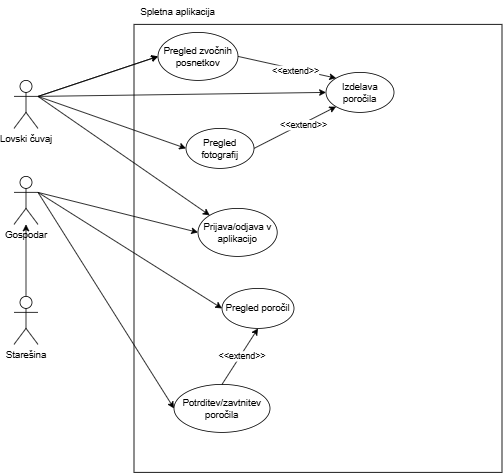 Spletna aplikacija
Pregled zvočnih
posnetkov
<<extend>>
Izdelava
poročila
Lovski čuvaj
<<extend>>
Pregled
fotografij
Gospodar
Prijava/odjava v
aplikacijo
Pregled poročil
Starešina
<<extend>>
Potrditev/zavtnitev
poročila